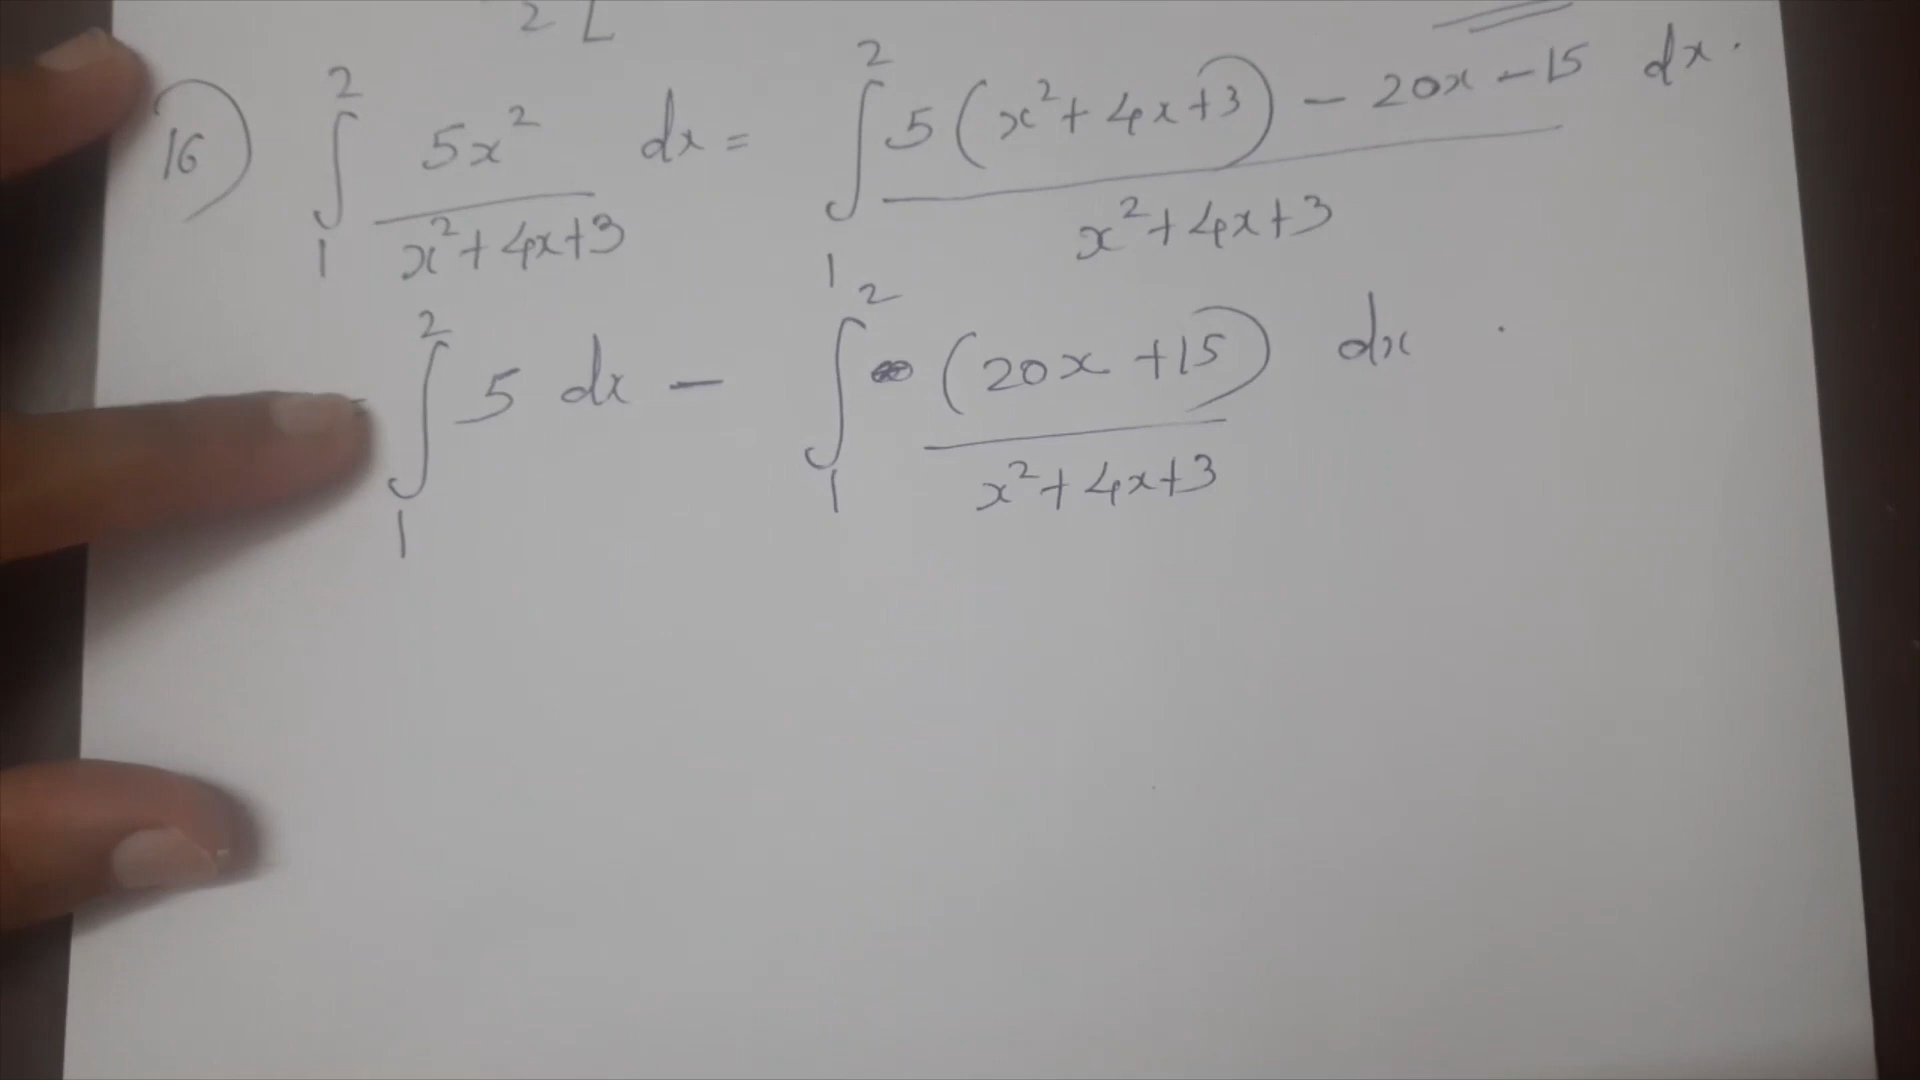 2 [
16) ∫₁² 5x²/(x²+4x+3) dx = ∫₁² (5(x²+4x+3) - 20x - 15)/(x²+4x+3) dx.
∫₁² 5 dx - ∫₁² (20x+15)/(x²+4x+3) dx.